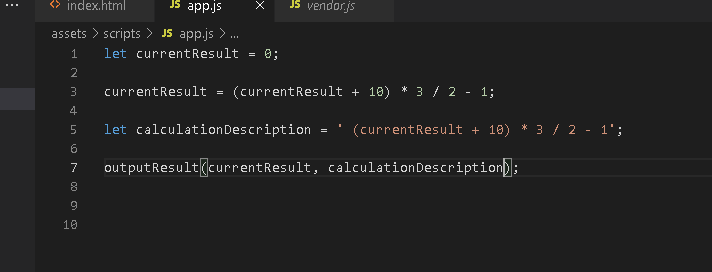 ... index.html JS app.js × JS vendor.js
assets > scripts > JS app.js > ...
1 let currentResult = 0;
2
3 currentResult = (currentResult + 10) * 3 / 2 - 1;
4
5 let calculationDescription = ' (currentResult + 10) * 3 / 2 - 1';
6
7 outputResult(currentResult, calculationDescription);
8
9
10